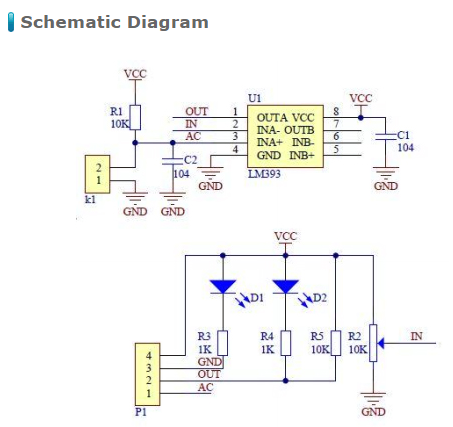 Schematic Diagram
VCC
R1
10K
U1
VCC
OUT 1 OUTA VCC 8
IN 2 INA- OUTB 7
AC 3 INA+ INB- 6
4 GND INB+ 5
LM393
C1
104
C2
104
2
1
k1
GND GND GND GND
VCC
D1 D2
R3 R4 R5 R2 IN
1K 1K 10K 10K
4
3 GND
2 OUT
1 AC
P1
GND